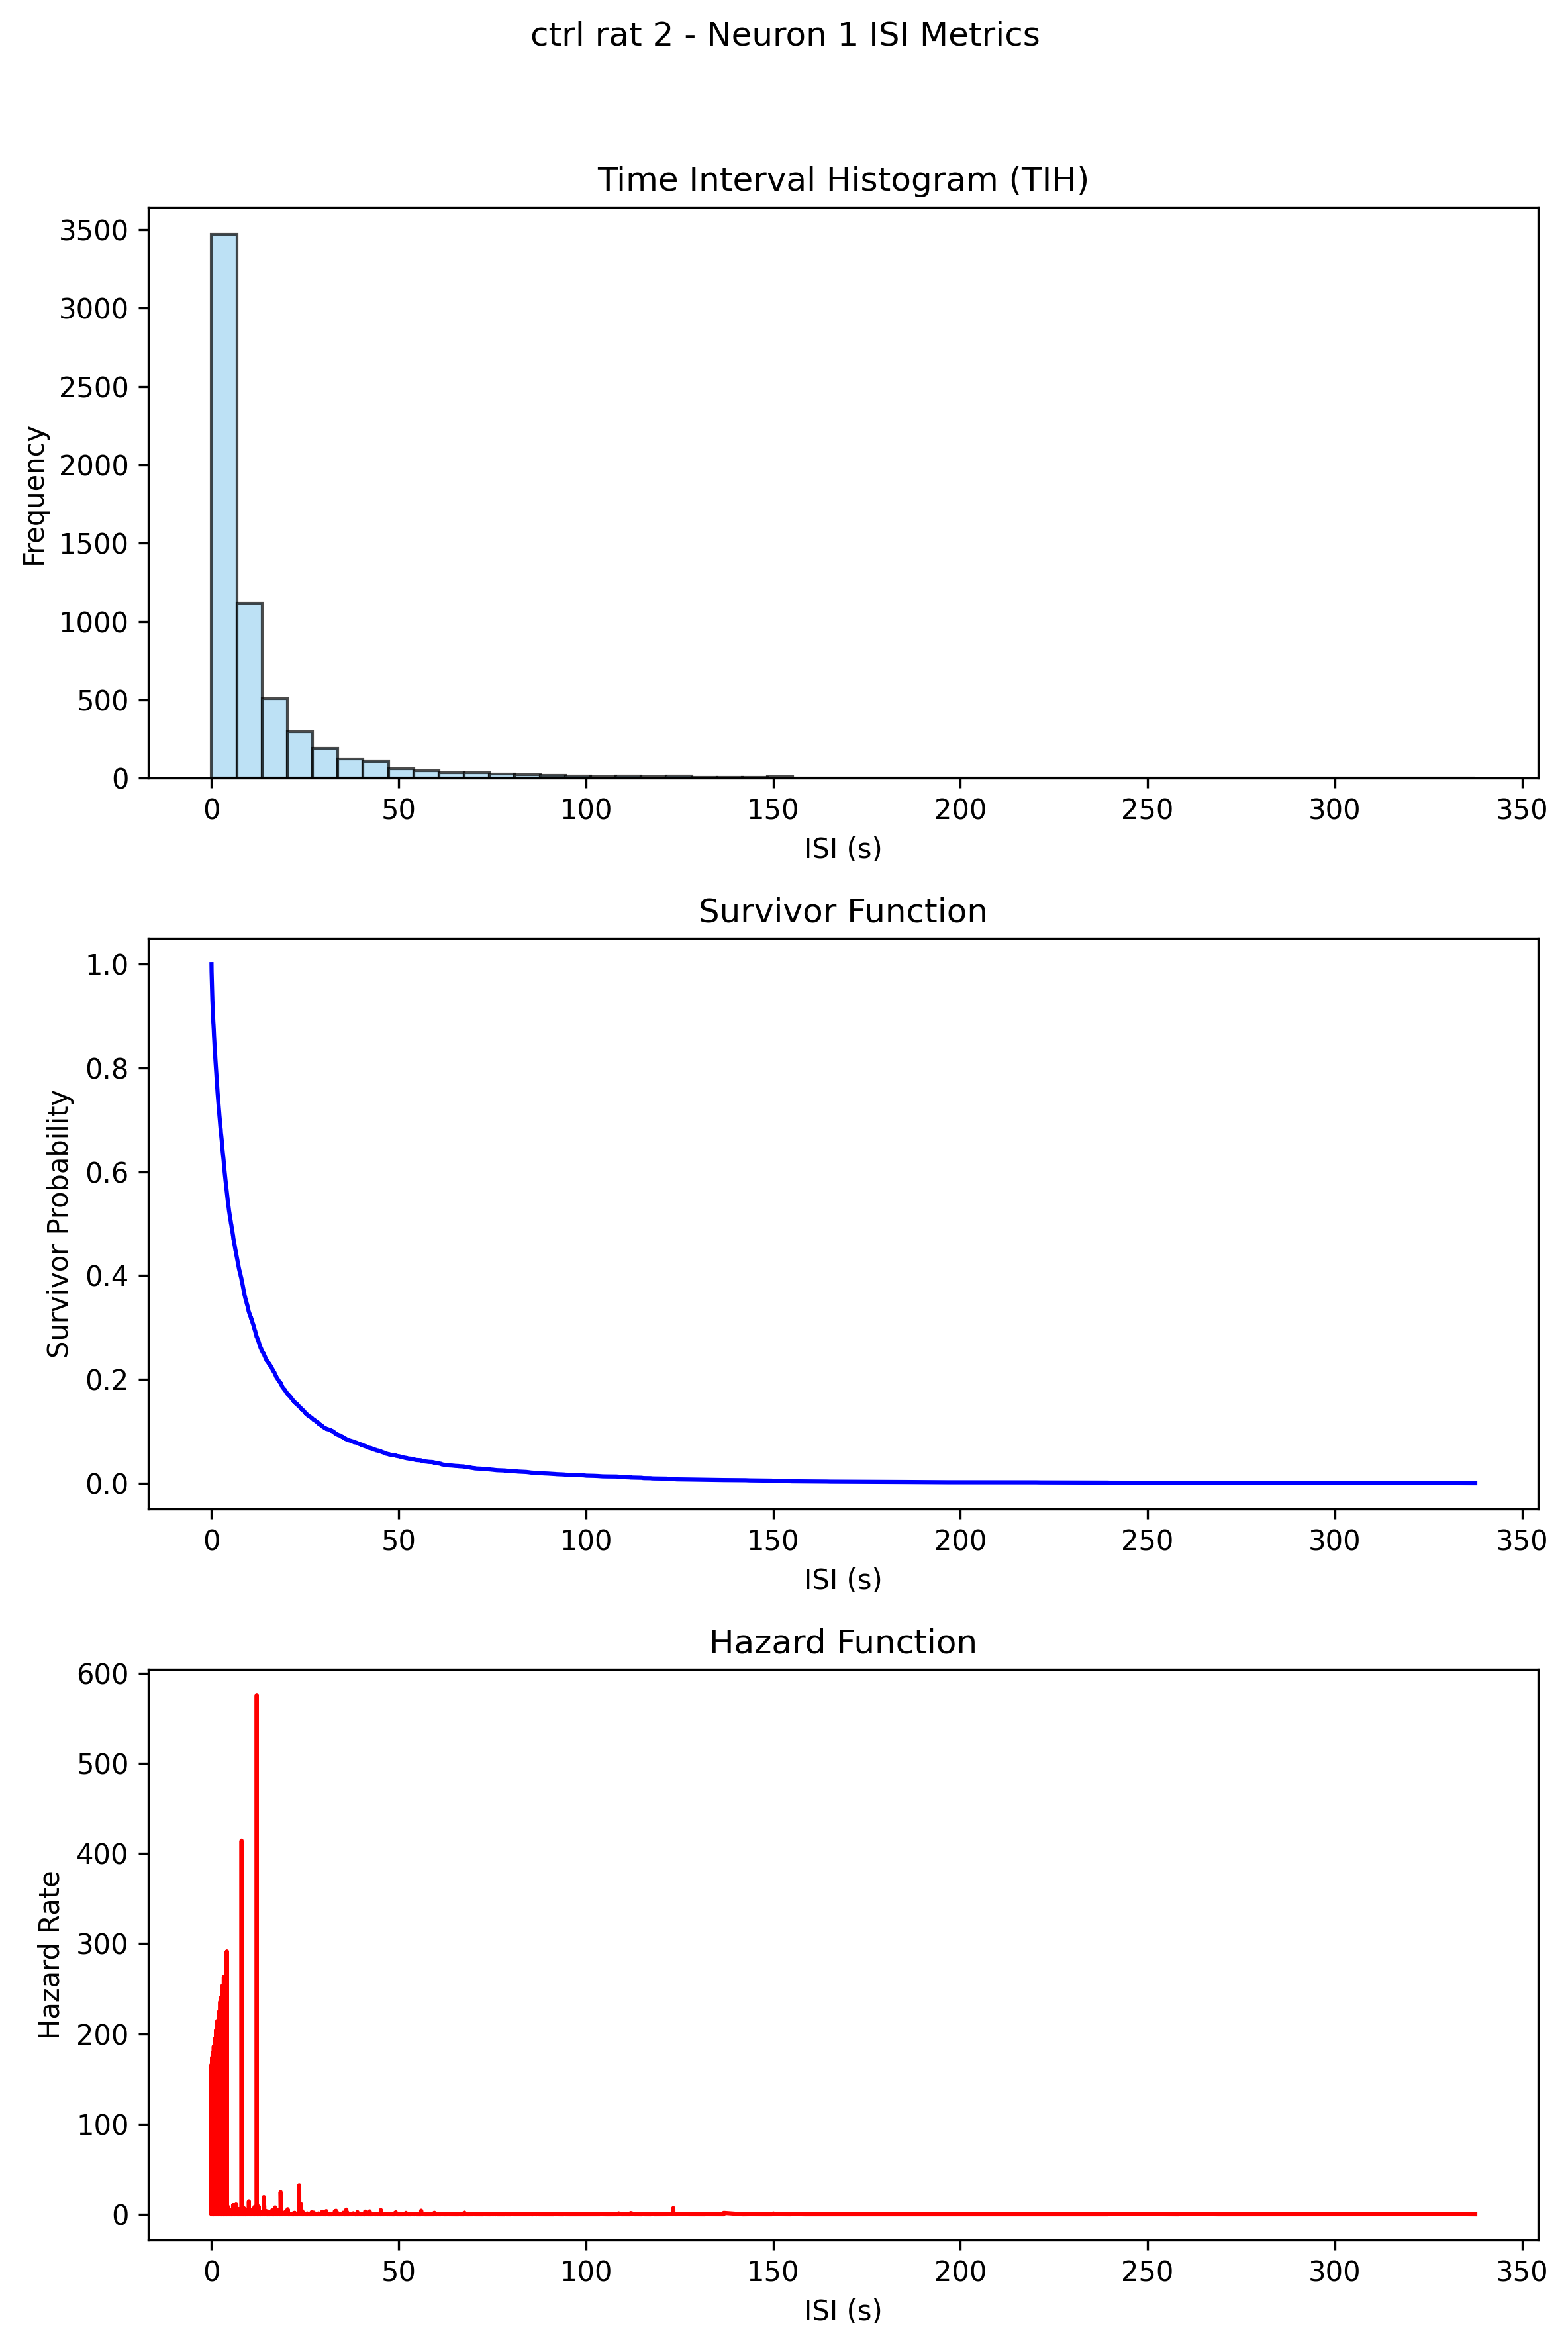 ctrl rat 2 - Neuron 1 ISI Metrics
Time Interval Histogram (TIH)
3500
3000
2500
2000
1500
1000
500
0
Frequency
0 50 100 150 200 250 300 350
ISI (s)
Survivor Function
1.0
0.8
0.6
0.4
0.2
0.0
Survivor Probability
0 50 100 150 200 250 300 350
ISI (s)
Hazard Function
600
500
400
300
200
100
0
Hazard Rate
0 50 100 150 200 250 300 350
ISI (s)